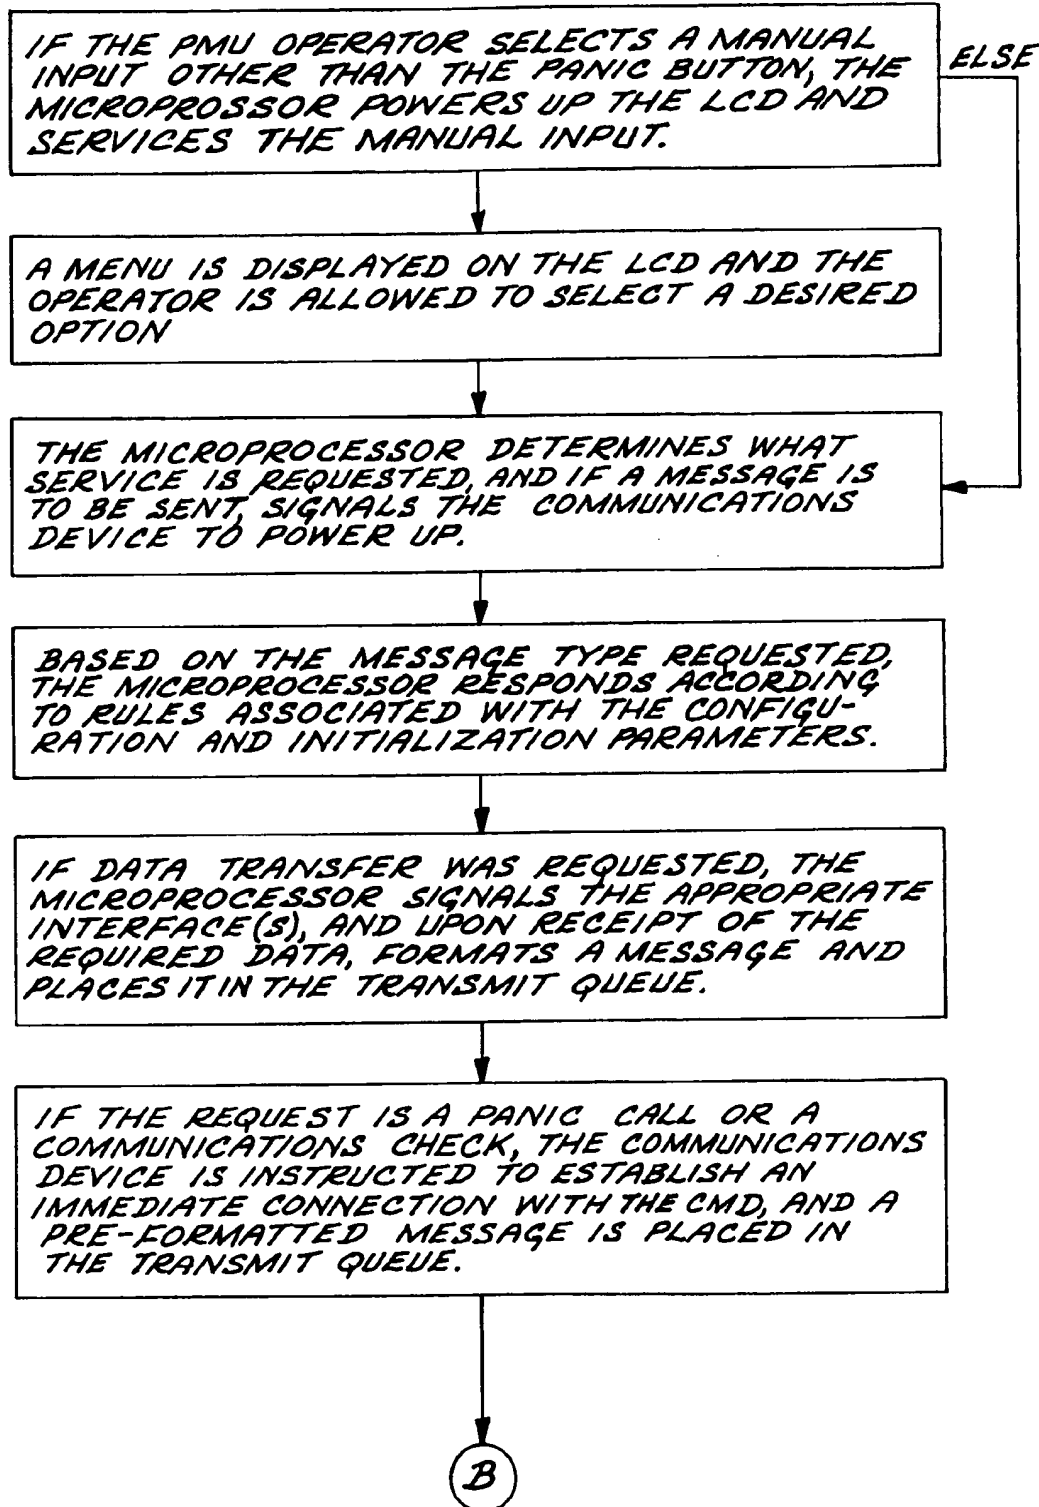 IF THE PMU OPERATOR SELECTS A MANUAL
INPUT OTHER THAN THE PANIC BUTTON, THE
MICROPROSSOR POWERS UP THE LCD AND
SERVICES THE MANUAL INPUT.
ELSE
A MENU IS DISPLAYED ON THE LCD AND THE
OPERATOR IS ALLOWED TO SELECT A DESIRED
OPTION
THE MICROPROCESSOR DETERMINES WHAT
SERVICE IS REQUESTED, AND IF A MESSAGE IS
TO BE SENT, SIGNALS THE COMMUNICATIONS
DEVICE TO POWER UP.
BASED ON THE MESSAGE TYPE REQUESTED,
THE MICROPROCESSOR RESPONDS ACCORDING
TO RULES ASSOCIATED WITH THE CONFIGU-
RATION AND INITIALIZATION PARAMETERS.
IF DATA TRANSFER WAS REQUESTED, THE
MICROPROCESSOR SIGNALS THE APPROPRIATE
INTERFACE(S), AND UPON RECEIPT OF THE
REQUIRED DATA, FORMATS A MESSAGE AND
PLACES IT IN THE TRANSMIT QUEUE.
IF THE REQUEST IS A PANIC CALL OR A
COMMUNICATIONS CHECK, THE COMMUNICATIONS
DEVICE IS INSTRUCTED TO ESTABLISH AN
IMMEDIATE CONNECTION WITH THE CMD, AND A
PRE-FORMATTED MESSAGE IS PLACED IN
THE TRANSMIT QUEUE.
B